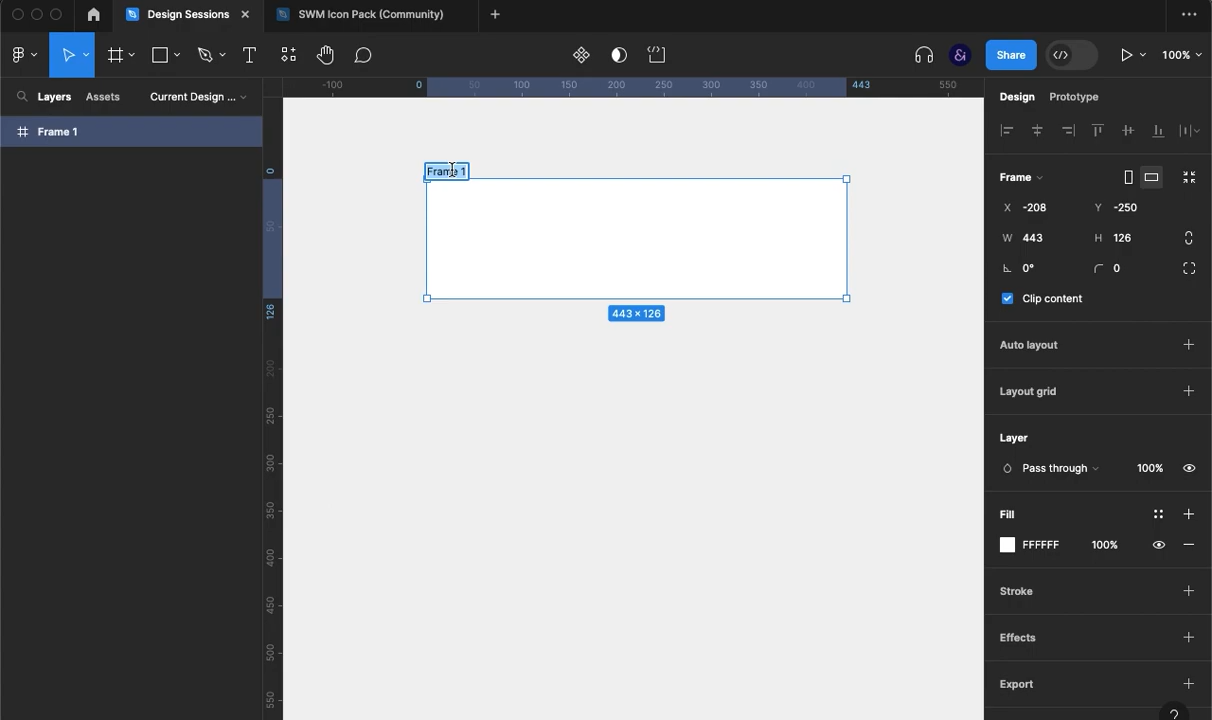 Design Sessions SWM Icon Pack (Community)
Share 100%
Layers Assets Current Design ...
Frame 1
-100 0 50 100 150 200 250 300 350 400 443 550
0
50
126
200
250
300
350
400
450
500
550
Frame 1
443 × 126
Design Prototype
Frame
X -208 Y -250
W 443 H 126
0° 0
Clip content
Auto layout
Layout grid
Layer
Pass through 100%
Fill
FFFFFF 100%
Stroke
Effects
Export
?